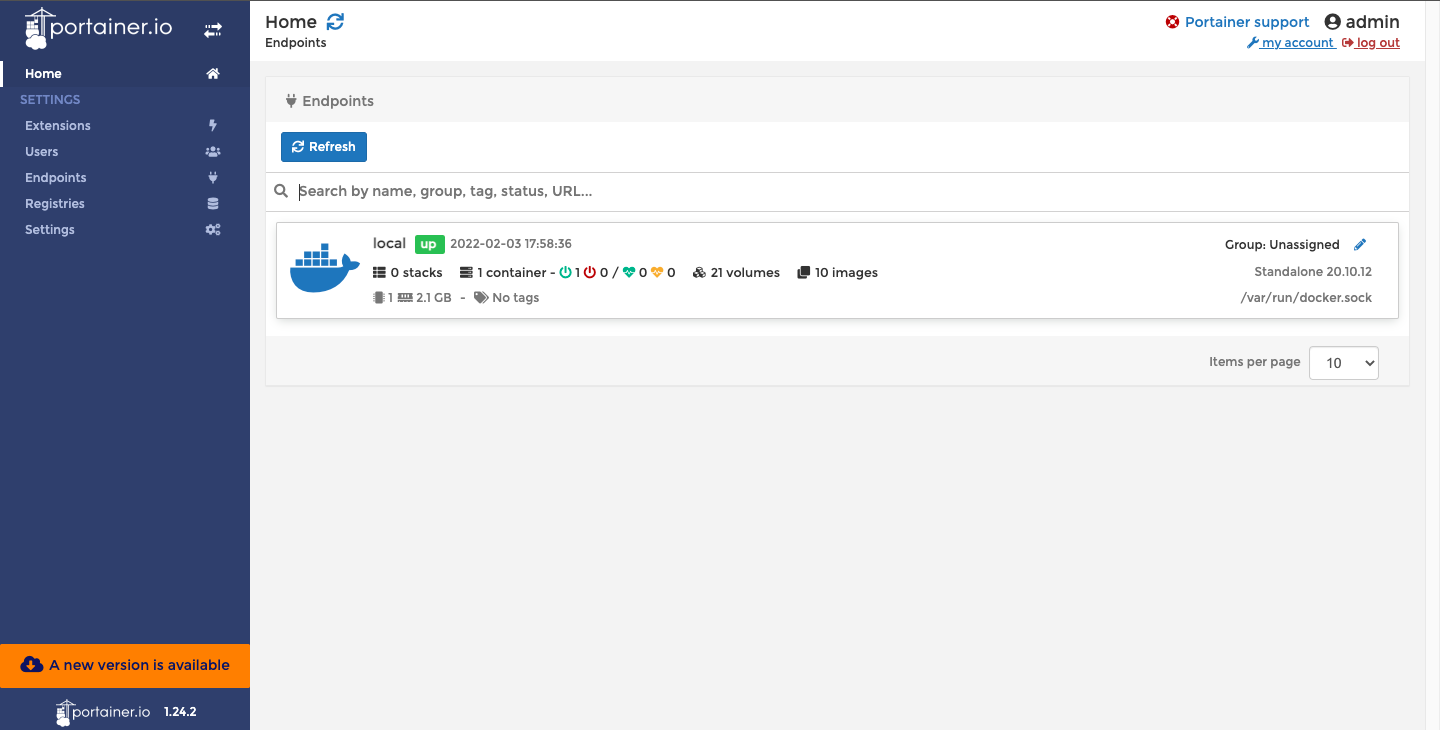 portainer.io
Home
SETTINGS
Extensions
Users
Endpoints
Registries
Settings
A new version is available
portainer.io 1.24.2
Home
Endpoints
Portainer support admin
my account log out
Endpoints
Refresh
Search by name, group, tag, status, URL...
local up 2022-02-03 17:58:36
Group: Unassigned
0 stacks 1 container - 1 0 / 0 0 21 volumes 10 images
Standalone 20.10.12
1 2.1 GB - No tags
/var/run/docker.sock
Items per page 10